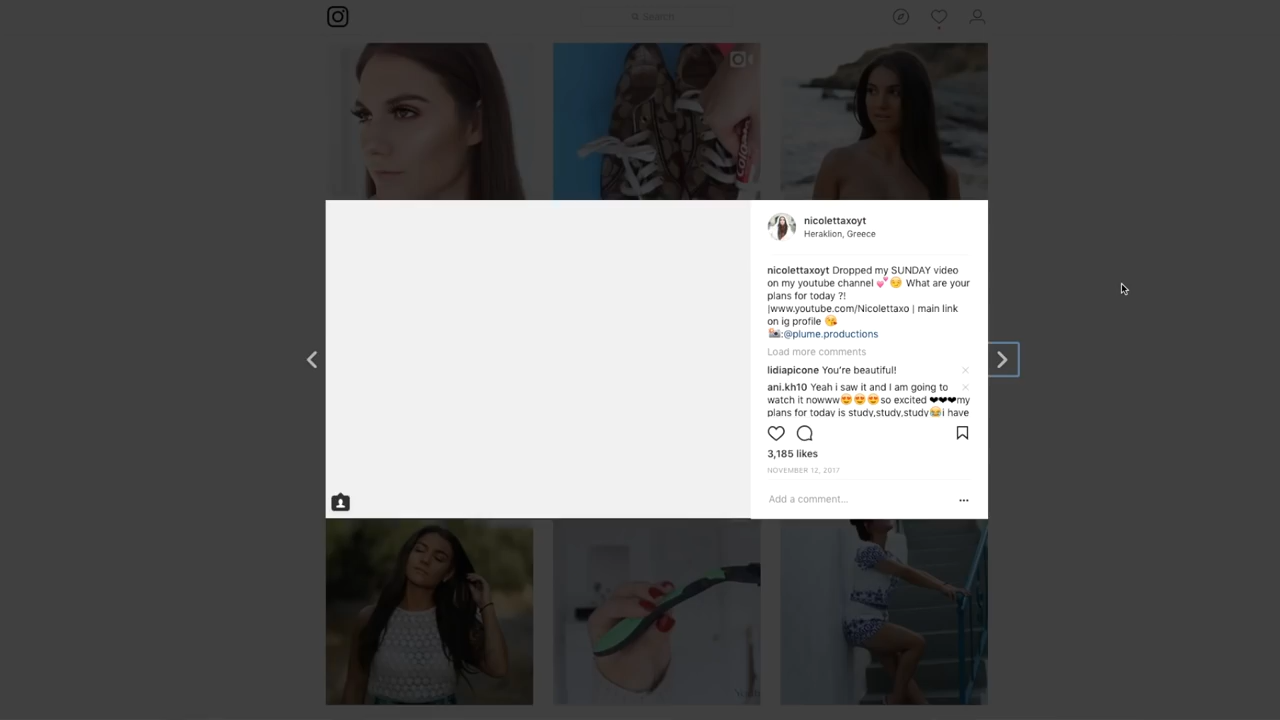 Search
COLGATE
nicolettaxoyt
Heraklion, Greece
nicolettaxoyt Dropped my SUNDAY video
on my youtube channel 💕😏 What are your
plans for today ?!
|www.youtube.com/Nicolettaxo | main link
on ig profile 😘
📸:@plume.productions
Load more comments
lidiapicone You're beautiful!
ani.kh10 Yeah i saw it and I am going to
watch it nowww😍😍😍so excited ❤❤❤my
plans for today is study,study,study😂i have
3,185 likes
NOVEMBER 12, 2017
Add a comment...